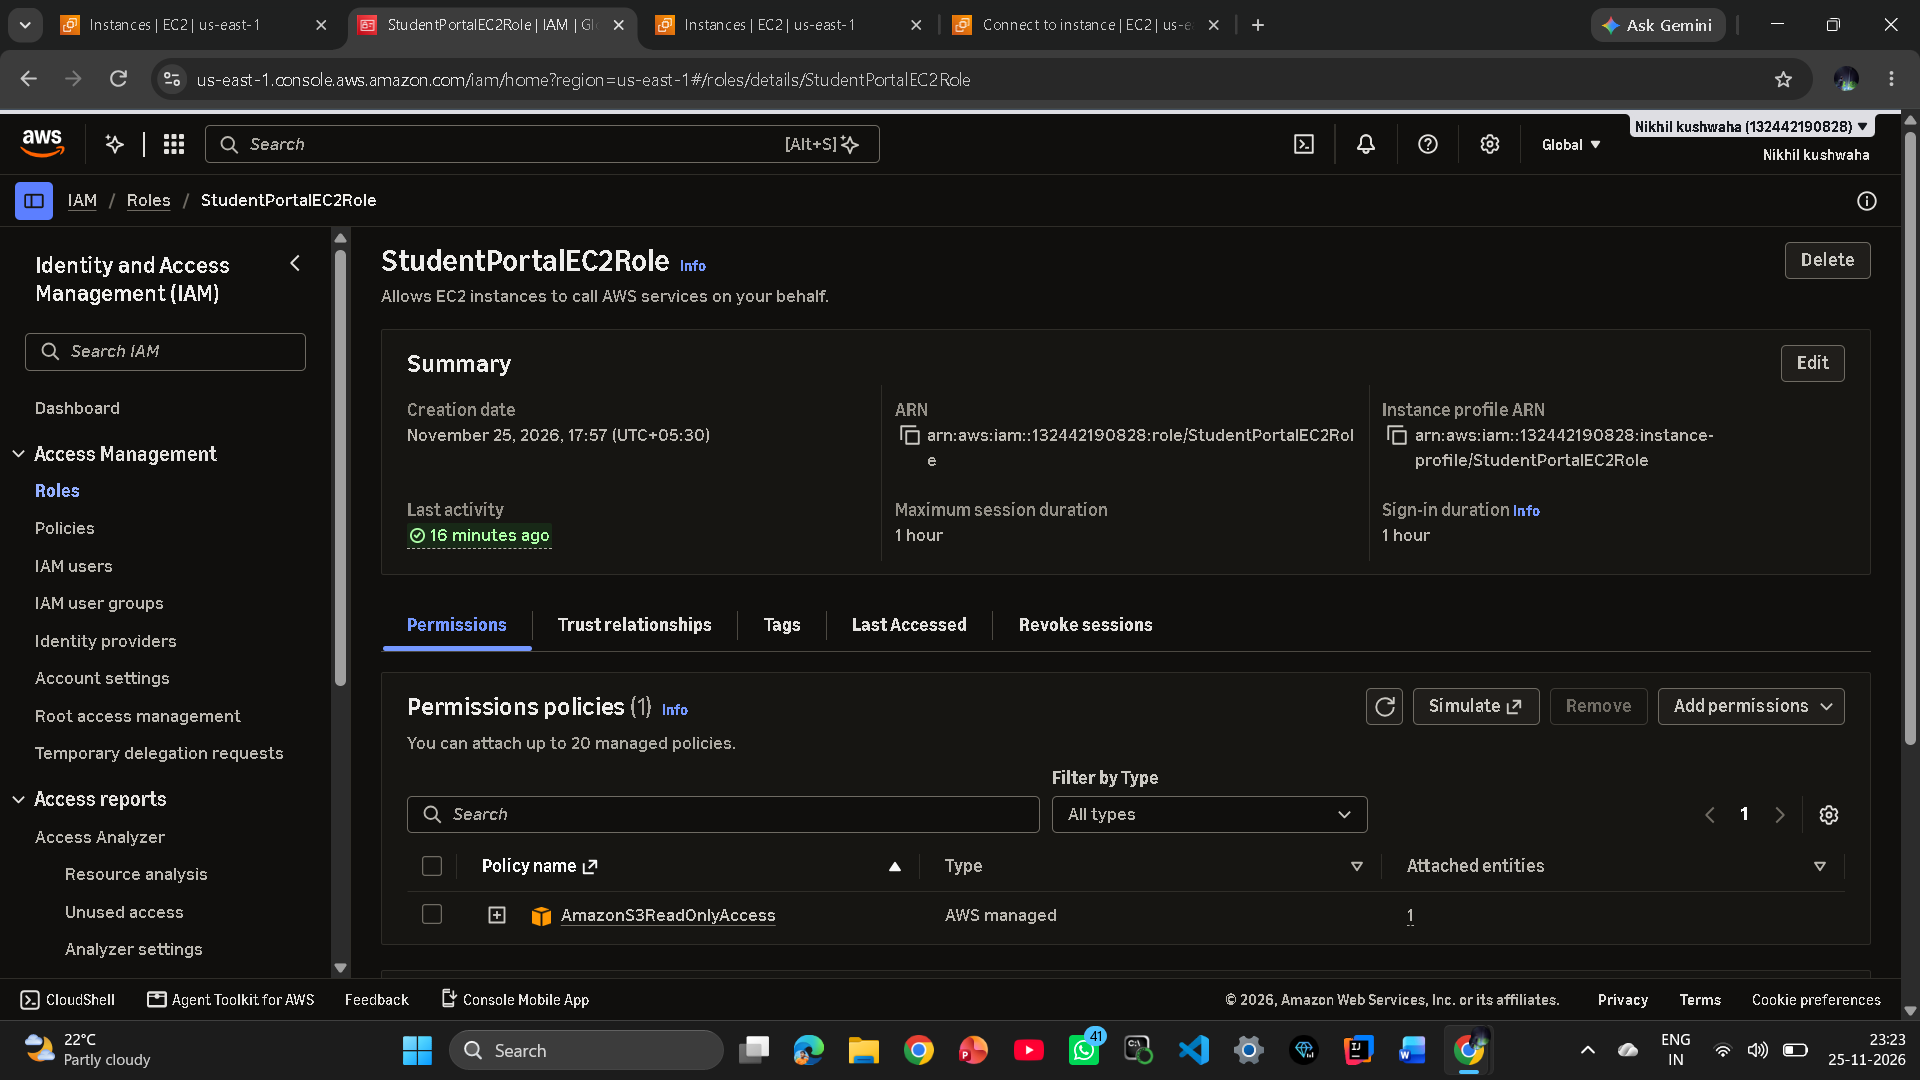 Instances | EC2 | us-east-1
StudentPortalEC2Role | IAM | Glo
Instances | EC2 | us-east-1
Connect to instance | EC2 | us-ea
Ask Gemini
us-east-1.console.aws.amazon.com/iam/home?region=us-east-1#/roles/details/StudentPortalEC2Role
aws
Search
[Alt+S]
Global
Nikhil kushwaha (132442190828)
Nikhil kushwaha
IAM / Roles / StudentPortalEC2Role
Identity and Access
Management (IAM)
Search IAM
Dashboard
Access Management
Roles
Policies
IAM users
IAM user groups
Identity providers
Account settings
Root access management
Temporary delegation requests
Access reports
Access Analyzer
Resource analysis
Unused access
Analyzer settings
StudentPortalEC2Role Info
Delete
Allows EC2 instances to call AWS services on your behalf.
Summary
Edit
Creation date
November 25, 2026, 17:57 (UTC+05:30)
ARN
arn:aws:iam::132442190828:role/StudentPortalEC2Rol
e
Instance profile ARN
arn:aws:iam::132442190828:instance-
profile/StudentPortalEC2Role
Last activity
16 minutes ago
Maximum session duration
1 hour
Sign-in duration Info
1 hour
Permissions
Trust relationships
Tags
Last Accessed
Revoke sessions
Permissions policies (1) Info
Simulate
Remove
Add permissions
You can attach up to 20 managed policies.
Filter by Type
Search
All types
1
Policy name
Type
Attached entities
AmazonS3ReadOnlyAccess
AWS managed
1
CloudShell
Agent Toolkit for AWS
Feedback
Console Mobile App
© 2026, Amazon Web Services, Inc. or its affiliates.
Privacy
Terms
Cookie preferences
22°C
Partly cloudy
Search
41
ENG
IN
23:23
25-11-2026